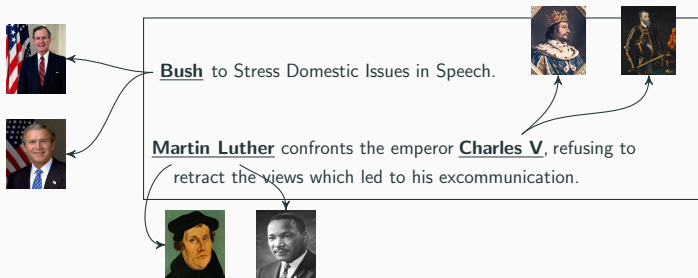 Bush to Stress Domestic Issues in Speech.
Martin Luther confronts the emperor Charles V, refusing to
retract the views which led to his excommunication.